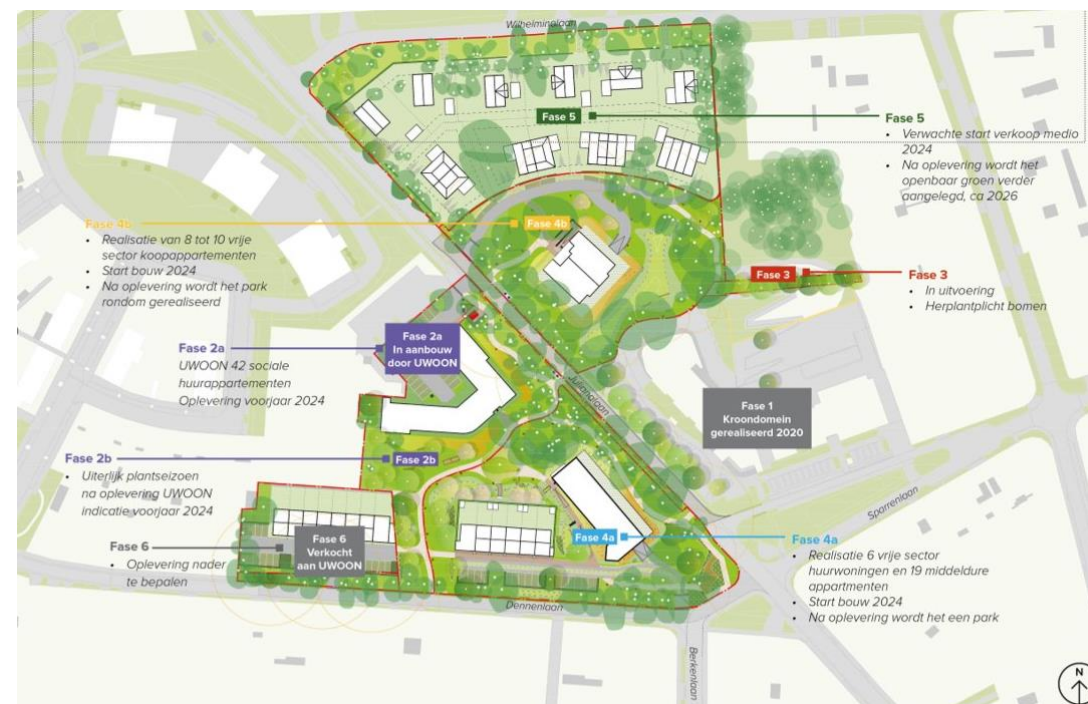 Wilhelminalaan
Fase 5
Fase 5
• Verwachte start verkoop medio
2024
• Na oplevering wordt het
openbaar groen verder
aangelegd, ca 2026
Fase 4b
Fase 4b
• Realisatie van 8 tot 10 vrije
sector koopappartementen
• Start bouw 2024
• Na oplevering wordt het park
rondom gerealiseerd
Fase 3
Fase 3
• In uitvoering
• Herplantplicht bomen
Fase 2a
In aanbouw
door UWOON
Fase 2a
UWOON 42 sociale
huurappartementen
Oplevering voorjaar 2024
Julianalaan
Fase 1
Kroondomein
gerealiseerd 2020
Fase 2b
Fase 2b
• Uiterlijk plantseizoen
na oplevering UWOON
indicatie voorjaar 2024
Sparrenlaan
Fase 6
Verkocht
aan UWOON
Fase 6
• Oplevering nader
te bepalen
Fase 4a
Fase 4a
• Realisatie 6 vrije sector
huurwoningen en 19 middeldure
appartmenten
• Start bouw 2024
• Na oplevering wordt het een park
Dennenlaan
Berkenlaan
N